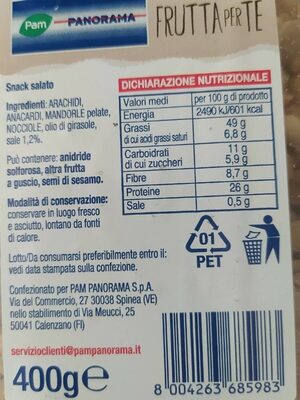 Pam PANORAMA
FRUTTA PER TE
Snack salato
Ingredienti: ARACHIDI,
ANACARDI, MANDORLE pelate,
NOCCIOLE, olio di girasole,
sale 1,2%.
Può contenere: anidride
solforosa, altra frutta
a guscio, semi di sesamo.
Modalità di conservazione:
conservare in luogo fresco
e asciutto, lontano da fonti
di calore.
DICHIARAZIONE NUTRIZIONALE
Valori medi per 100 g di prodotto
Energia 2490 kJ/601 kcal
Grassi 49 g
di cui acidi grassi saturi 6,8 g
Carboidrati 11 g
di cui zuccheri 5,9 g
Fibre 8,7 g
Proteine 26 g
Sale 0,5 g
01
PET
Lotto/Da consumarsi preferibilmente entro il:
vedi data stampata sulla confezione.
Confezionato per PAM PANORAMA S.p.A.
Via del Commercio, 27 30038 Spinea (VE)
nello stabilimento di Via Meucci, 25
50041 Calenzano (FI)
servizioclienti@pampanorama.it
400g e
8 004263 685983